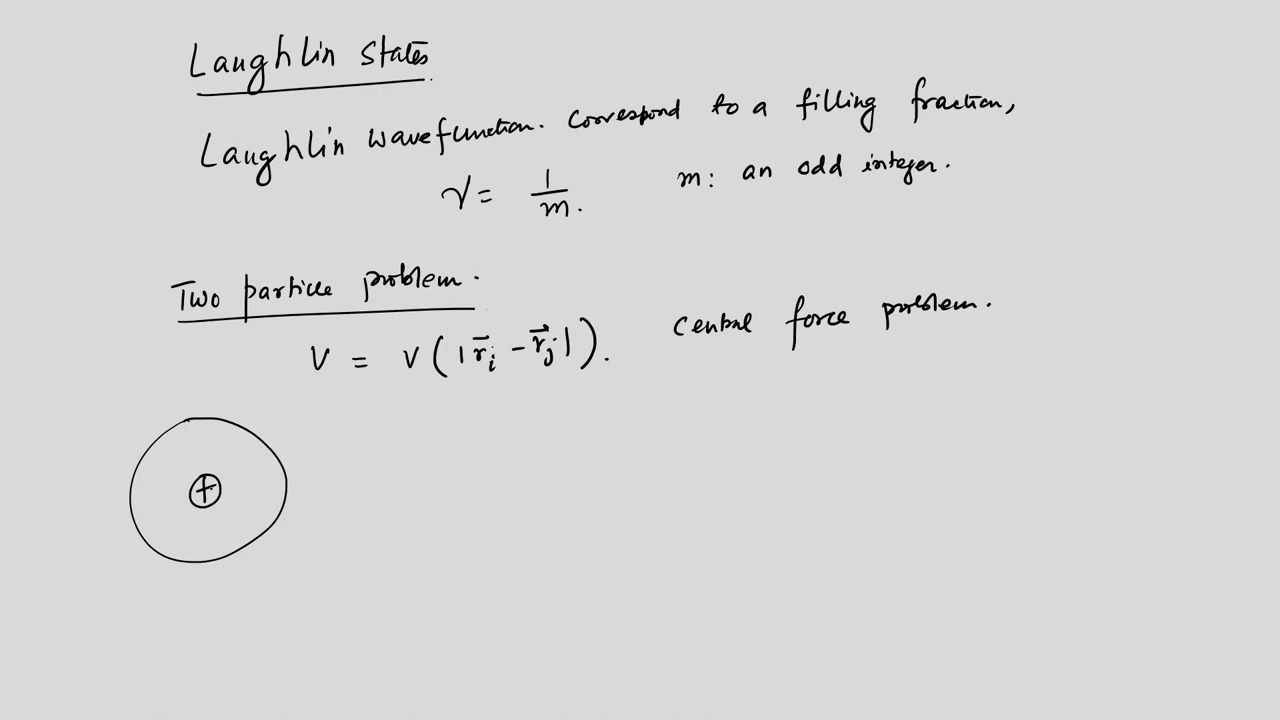 Laughlin states
Laughlin wavefunction. Correspond to a filling fraction,
ν = 1/m. m: an odd integer.
Two particle problem.
V = V(|r⃗i − r⃗j|). Central force problem.
+